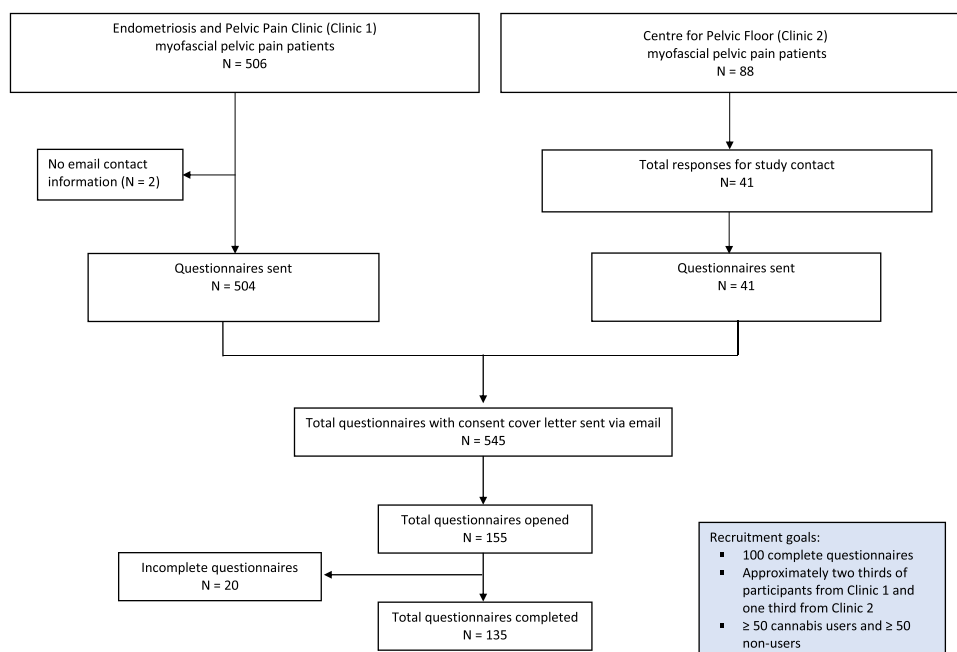 Endometriosis and Pelvic Pain Clinic (Clinic 1)
myofascial pelvic pain patients
N = 506
Centre for Pelvic Floor (Clinic 2)
myofascial pelvic pain patients
N = 88
No email contact
information (N = 2)
Total responses for study contact
N= 41
Questionnaires sent
N = 504
Questionnaires sent
N = 41
Total questionnaires with consent cover letter sent via email
N = 545
Total questionnaires opened
N = 155
Incomplete questionnaires
N = 20
Total questionnaires completed
N = 135
Recruitment goals:
▪ 100 complete questionnaires
▪ Approximately two thirds of
participants from Clinic 1 and
one third from Clinic 2
▪ ≥ 50 cannabis users and ≥ 50
non-users